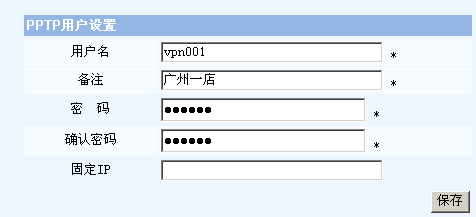 PPTP用户设置
用户名 vpn001 *
备注 广州一店 *
密 码 ●●●●●● *
确认密码 ●●●●●● *
固定IP
保存